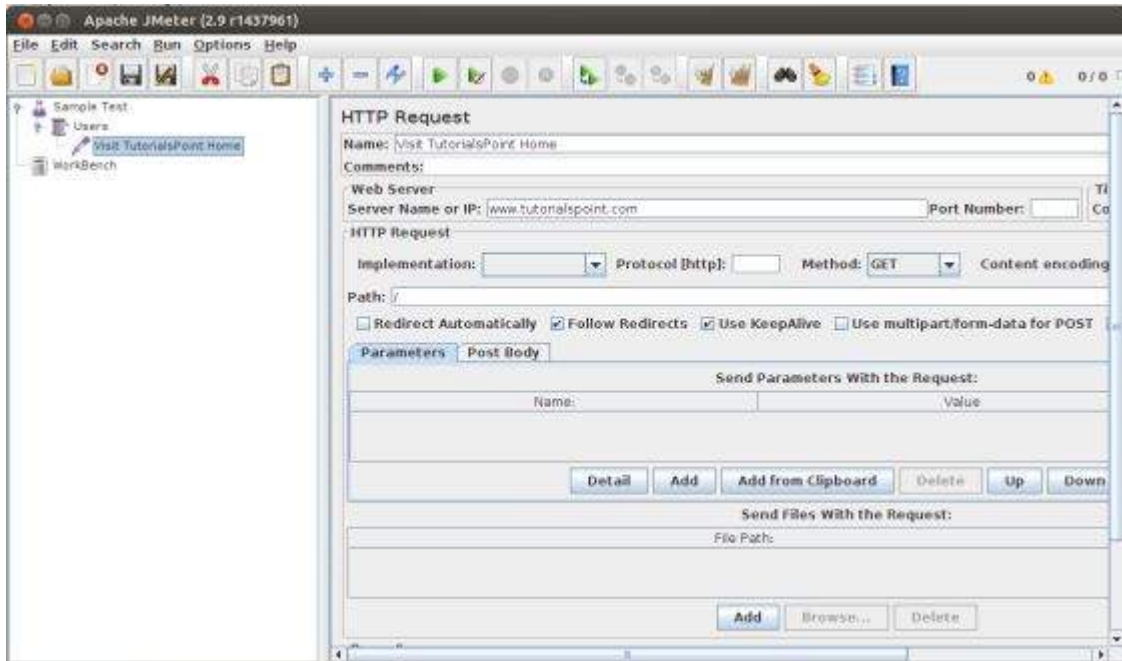 Apache JMeter (2.9 r1437961)
File Edit Search Run Options Help
0 0 / 0
Sample Test
Users
Visit TutorialsPoint Home
WorkBench
HTTP Request
Name: Visit TutorialsPoint Home
Comments:
Web Server
Server Name or IP: www.tutorialspoint.com Port Number:
HTTP Request
Implementation: Protocol [http]: Method: GET Content encoding
Path: /
Redirect Automatically Follow Redirects Use KeepAlive Use multipart/form-data for POST
Parameters Post Body
Send Parameters With the Request:
Name: Value
Detail Add Add from Clipboard Delete Up Down
Send Files With the Request:
File Path:
Add Browse... Delete